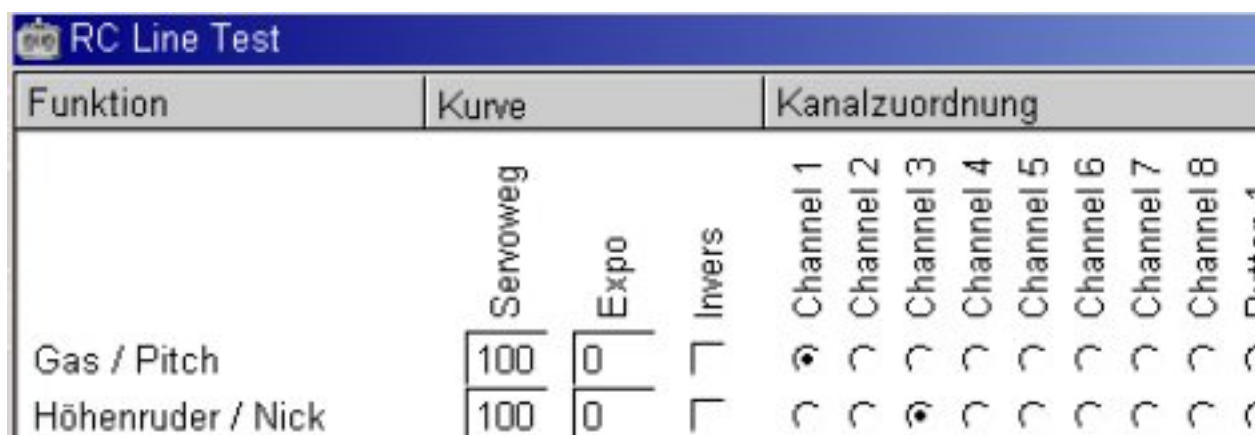 RC Line Test
Funktion Kurve Kanalzuordnung
Servoweg Expo Invers Channel 1 Channel 2 Channel 3 Channel 4 Channel 5 Channel 6 Channel 7 Channel 8
Gas / Pitch 100 0
Höhenruder / Nick 100 0